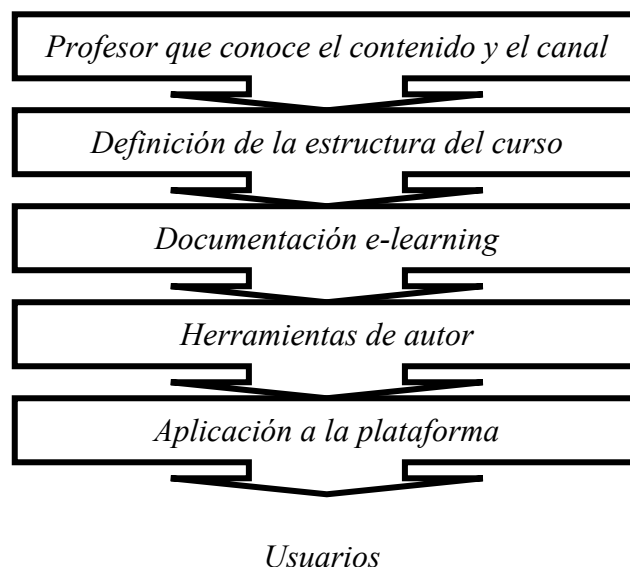 Profesor que conoce el contenido y el canal
Definición de la estructura del curso
Documentación e-learning
Herramientas de autor
Aplicación a la plataforma
Usuarios